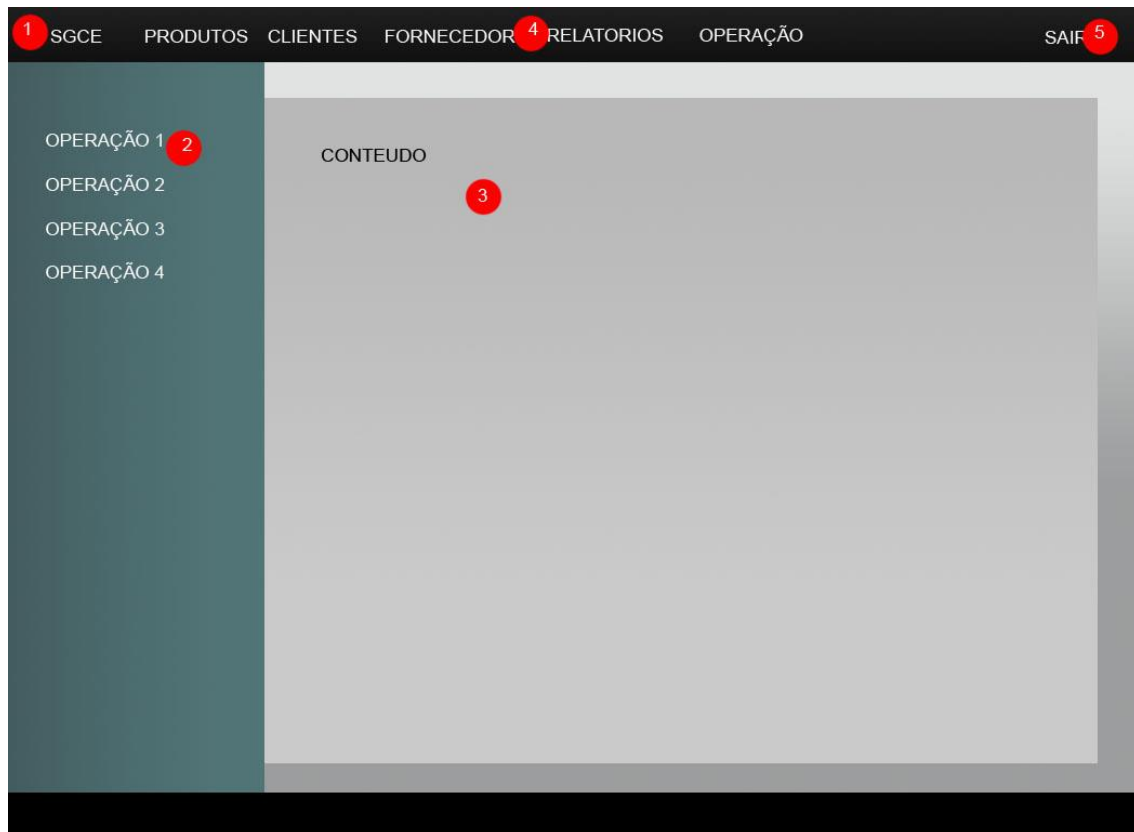 1 SGCE PRODUTOS CLIENTES FORNECEDOR 4 RELATORIOS OPERAÇÃO SAIR 5
OPERAÇÃO 1 2
OPERAÇÃO 2
OPERAÇÃO 3
OPERAÇÃO 4
CONTEUDO
3